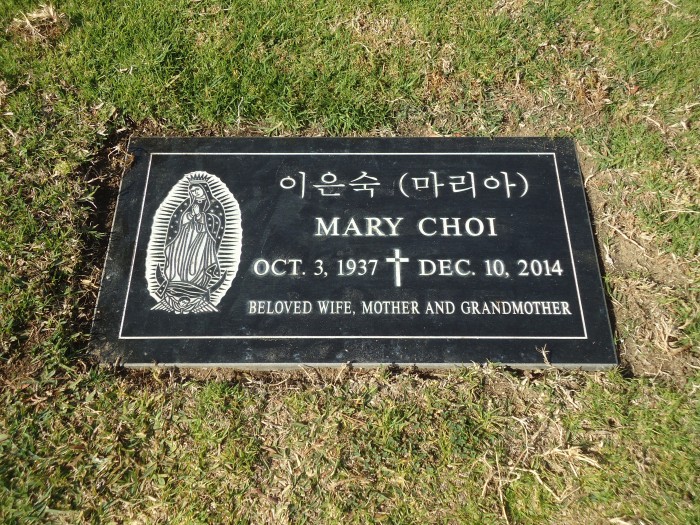 이은숙 (마리아)
MARY CHOI
OCT. 3, 1937 † DEC. 10, 2014
BELOVED WIFE, MOTHER AND GRANDMOTHER